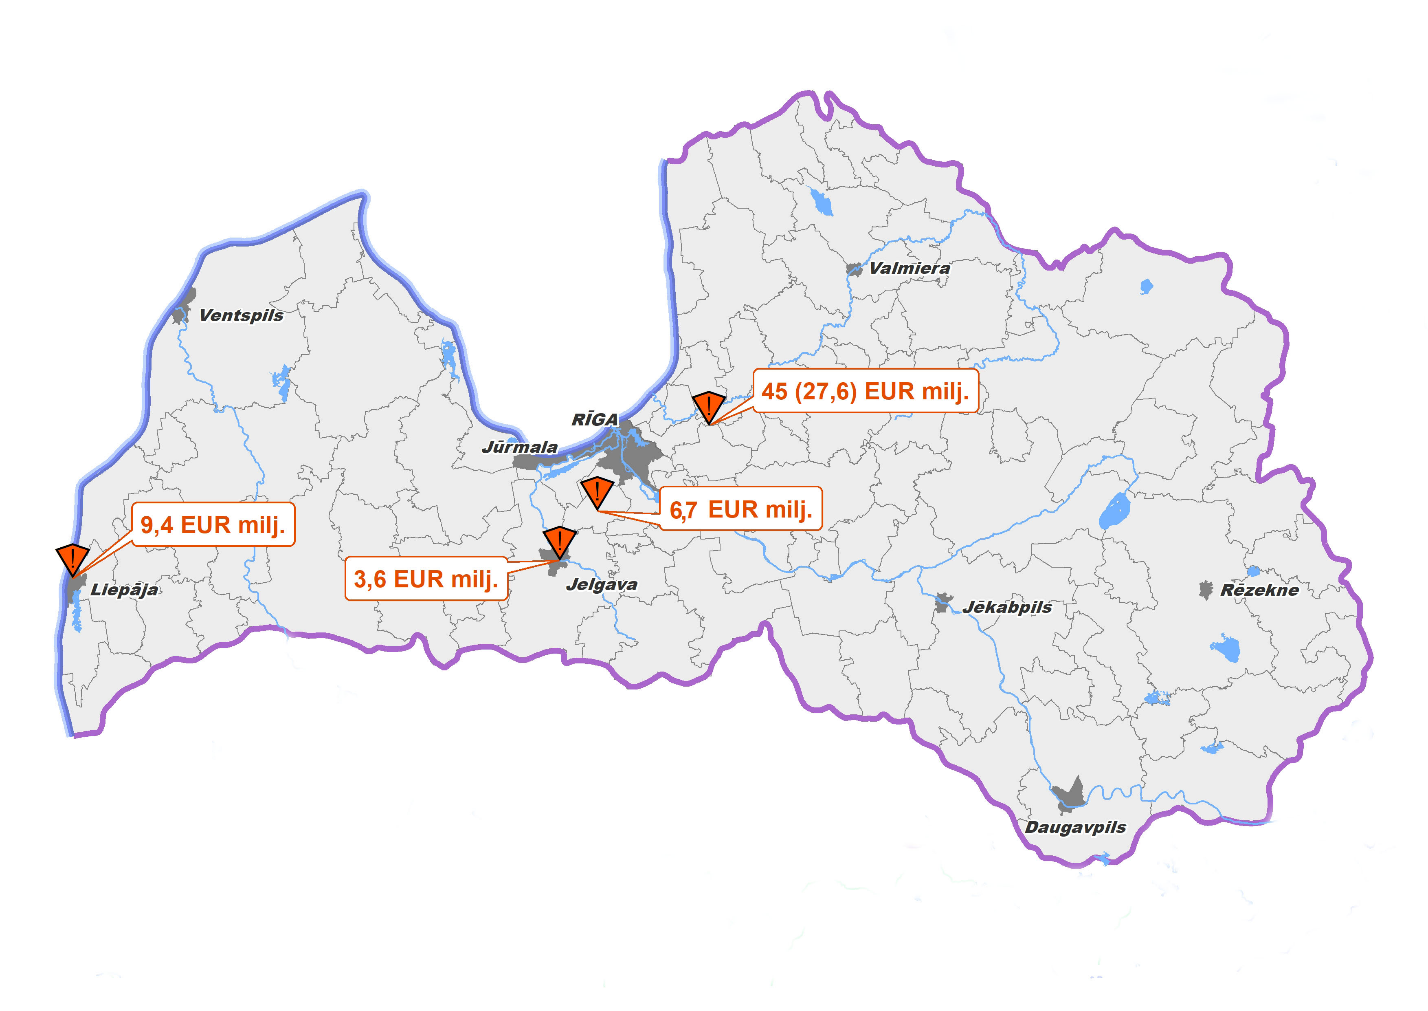 Valmiera
Ventspils
45 (27,6) EUR milj.
!
RĪGA
Jūrmala
!
6,7 EUR milj.
9,4 EUR milj.
!
!
3,6 EUR milj.
Jelgava
Liepāja
Rēzekne
Jēkabpils
Daugavpils